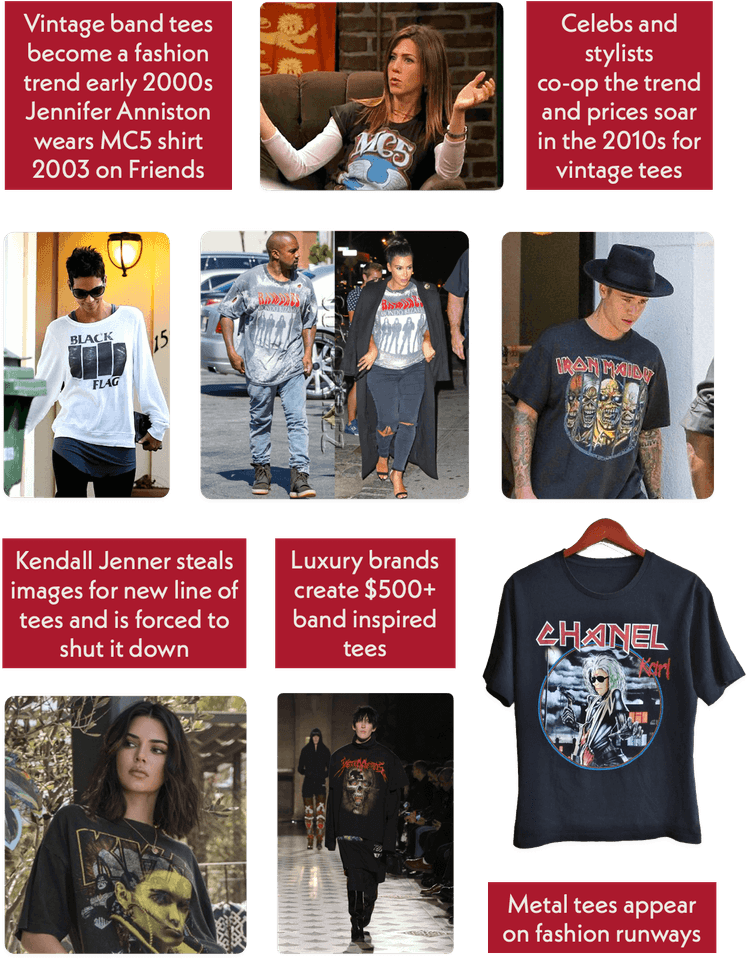 Vintage band tees
become a fashion
trend early 2000s
Jennifer Anniston
wears MC5 shirt
2003 on Friends
MC5
Celebs and
stylists
co-op the trend
and prices soar
in the 2010s for
vintage tees
BLACK
FLAG
15
IRON MAIDEN
Kendall Jenner steals
images for new line of
tees and is forced to
shut it down
Luxury brands
create $500+
band inspired
tees
CHANEL
Karl
Metal tees appear
on fashion runways